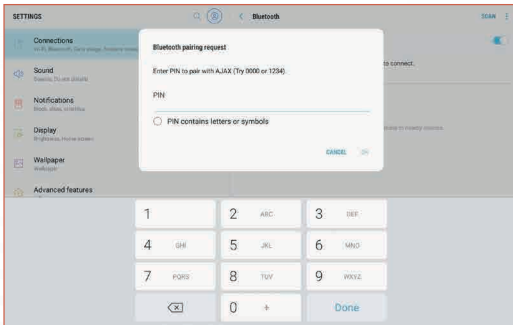 SETTINGS
Bluetooth
SCAN
Connections
Sound
Notifications
Display
Wallpaper
Wallpaper
Advanced features
Bluetooth pairing request
Enter PIN to pair with AJAX (Try 0000 or 1234).
PIN
PIN contains letters or symbols
CANCEL OK
connect.
1 2 ABC 3 DEF
4 GHI 5 JKL 6 MNO
7 PQRS 8 TUV 9 WXYZ
0 + Done